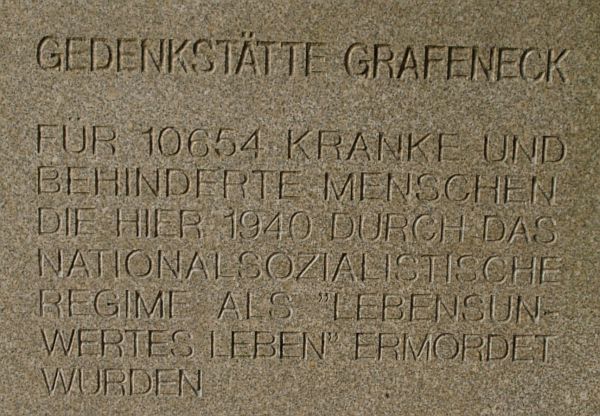 GEDENKSTÄTTE GRAFENECK
FÜR 10654 KRANKE UND
BEHINDERTE MENSCHEN
DIE HIER 1940 DURCH DAS
NATIONALSOZIALISTISCHE
REGIME ALS "LEBENSUN-
WERTES LEBEN" ERMORDET
WURDEN